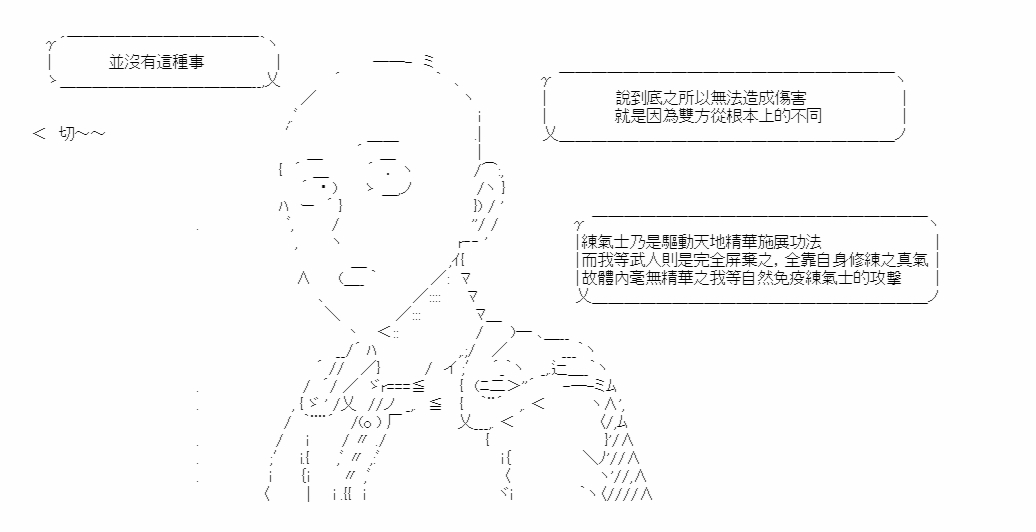 並沒有這種事
< 切～～
說到底之所以無法造成傷害
就是因為雙方從根本上的不同
練氣士乃是驅動天地精華施展功法
而我等武人則是完全屏棄之，全靠自身修練之真氣
故體內毫無精華之我等自然免疫練氣士的攻擊